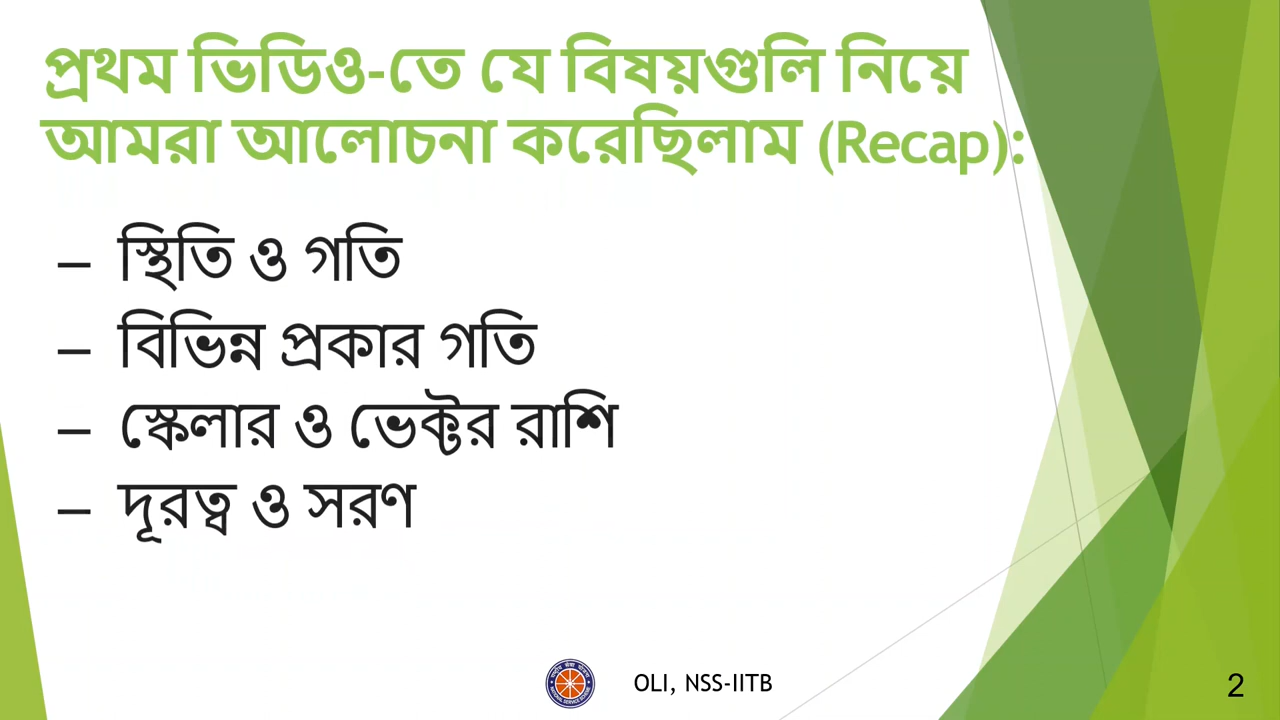 প্রথম ভিডিও-তে যে বিষয়গুলি নিয়ে
আমরা আলোচনা করেছিলাম (Recap):
– স্থিতি ও গতি
– বিভিন্ন প্রকার গতি
– স্কেলার ও ভেক্টর রাশি
– দূরত্ব ও সরণ
OLI, NSS-IITB
2